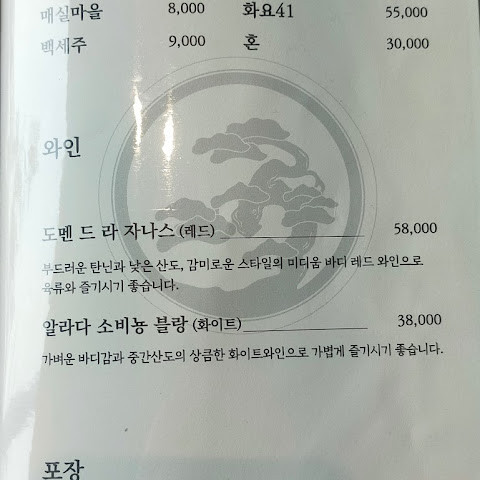 매실마을 8,000 화요41 55,000
백세주 9,000 혼 30,000
와인
도멘 드 라 자나스 (레드) 58,000
부드러운 탄닌과 낮은 산도, 감미로운 스타일의 미디움 바디 레드 와인으로
육류와 즐기시기 좋습니다.
알라다 소비뇽 블랑 (화이트) 38,000
가벼운 바디감과 중간산도의 상큼한 화이트와인으로 가볍게 즐기시기 좋습니다.
포장